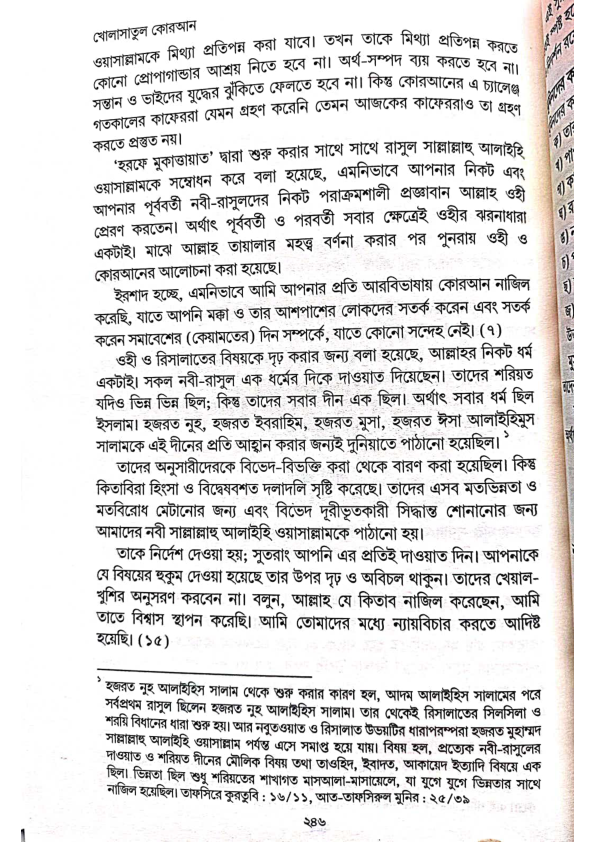 খোলাসাতুল কোরআন
ওয়াসাল্লামকে মিথ্যা প্রতিপন্ন করা যাবে। তখন তাকে মিথ্যা প্রতিপন্ন করতে
কোনো প্রোপাগান্ডার আশ্রয় নিতে হবে না। অর্থ-সম্পদ ব্যয় করতে হবে না।
সন্তান ও ভাইদের যুদ্ধের ঝুঁকিতে ফেলতে হবে না। কিন্তু কোরআনের এ চ্যালেঞ্জ
গতকালের কাফেররা যেমন গ্রহণ করেনি তেমন আজকের কাফেররাও তা গ্রহণ
করতে প্রস্তুত নয়।
‘হরফে মুকাত্তায়াত’ দ্বারা শুরু করার সাথে সাথে রাসুল সাল্লাল্লাহু আলাইহি
ওয়াসাল্লামকে সম্বোধন করে বলা হয়েছে, এমনিভাবে আপনার নিকট এবং
আপনার পূর্ববর্তী নবী-রাসুলদের নিকট পরাক্রমশালী প্রজ্ঞাবান আল্লাহ ওহী
প্রেরণ করতেন। অর্থাৎ পূর্ববর্তী ও পরবর্তী সবার ক্ষেত্রেই ওহীর ঝরনাধারা
একটাই। মাঝে আল্লাহ তায়ালার মহত্ত্ব বর্ণনা করার পর পুনরায় ওহী ও
কোরআনের আলোচনা করা হয়েছে।
ইরশাদ হচ্ছে, এমনিভাবে আমি আপনার প্রতি আরবিভাষায় কোরআন নাজিল
করেছি, যাতে আপনি মক্কা ও তার আশপাশের লোকদের সতর্ক করেন এবং সতর্ক
করেন সমাবেশের (কেয়ামতের) দিন সম্পর্কে, যাতে কোনো সন্দেহ নেই। (৭)
ওহী ও রিসালাতের বিষয়কে দৃঢ় করার জন্য বলা হয়েছে, আল্লাহর নিকট ধর্ম
একটাই। সকল নবী-রাসুল এক ধর্মের দিকে দাওয়াত দিয়েছেন। তাদের শরিয়ত
যদিও ভিন্ন ভিন্ন ছিল; কিন্তু তাদের সবার দীন এক ছিল। অর্থাৎ সবার ধর্ম ছিল
ইসলাম। হজরত নুহ, হজরত ইবরাহিম, হজরত মুসা, হজরত ঈসা আলাইহিমুস
সালামকে এই দীনের প্রতি আহ্বান করার জন্যই দুনিয়াতে পাঠানো হয়েছিল।১
তাদের অনুসারীদেরকে বিভেদ-বিভক্তি করা থেকে বারণ করা হয়েছিল। কিন্তু
কিতাবিরা হিংসা ও বিদ্বেষবশত দলাদলি সৃষ্টি করেছে। তাদের এসব মতভিন্নতা ও
মতবিরোধ মেটানোর জন্য এবং বিভেদ দূরীভূতকারী সিদ্ধান্ত শোনানোর জন্য
আমাদের নবী সাল্লাল্লাহু আলাইহি ওয়াসাল্লামকে পাঠানো হয়।
তাকে নির্দেশ দেওয়া হয়; সুতরাং আপনি এর প্রতিই দাওয়াত দিন। আপনাকে
যে বিষয়ের হুকুম দেওয়া হয়েছে তার উপর দৃঢ় ও অবিচল থাকুন। তাদের খেয়াল-
খুশির অনুসরণ করবেন না। বলুন, আল্লাহ যে কিতাব নাজিল করেছেন, আমি
তাতে বিশ্বাস স্থাপন করেছি। আমি তোমাদের মধ্যে ন্যায়বিচার করতে আদিষ্ট
হয়েছি। (১৫)
১ হজরত নুহ আলাইহিস সালাম থেকে শুরু করার কারণ হল, আদম আলাইহিস সালামের পরে
সর্বপ্রথম রাসুল ছিলেন হজরত নুহ আলাইহিস সালাম। তার থেকেই রিসালাতের সিলসিলা ও
শরয়ি বিধানের ধারা শুরু হয়। আর নবুওয়াত ও রিসালাত উভয়টির ধারাপরম্পরা হজরত মুহাম্মদ
সাল্লাল্লাহু আলাইহি ওয়াসাল্লাম পর্যন্ত এসে সমাপ্ত হয়ে যায়। বিষয় হল, প্রত্যেক নবী-রাসুলের
দাওয়াত ও শরিয়ত দীনের মৌলিক বিষয় তথা তাওহিদ, ইবাদত, আকায়েদ ইত্যাদি বিষয়ে এক
ছিল। ভিন্নতা ছিল শুধু শরিয়তের শাখাগত মাসআলা-মাসায়েলে, যা যুগে যুগে ভিন্নতার সাথে
নাজিল হয়েছিল। তাফসিরে কুরতুবি : ১৬/১১, আত-তাফসিরুল মুনির : ২৫/৩৯
২৪৬